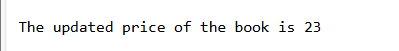 The updated price of the book is 23